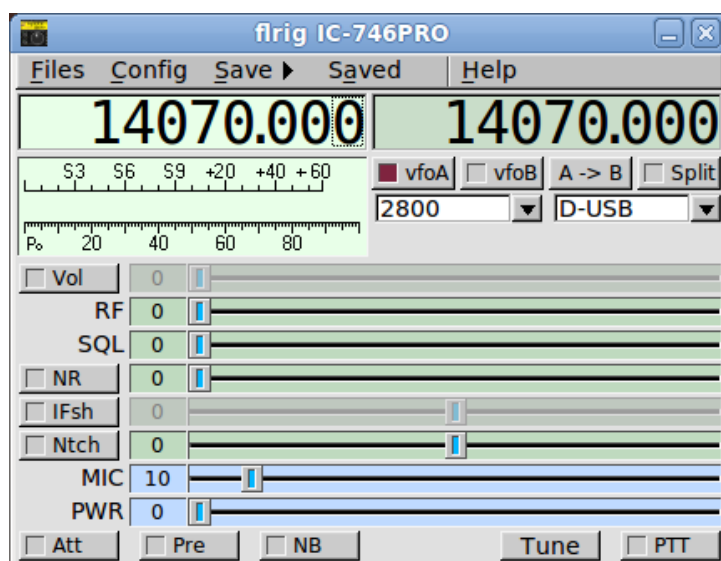 flrig IC-746PRO
Files Config Save Saved Help
14070.000 14070.000
S3 S6 S9 +20 +40 +60
vfoA vfoB A -> B Split
2800 D-USB
Po 20 40 60 80
Vol 0
RF 0
SQL 0
NR 0
IFsh 0
Ntch 0
MIC 10
PWR 0
Att Pre NB Tune PTT